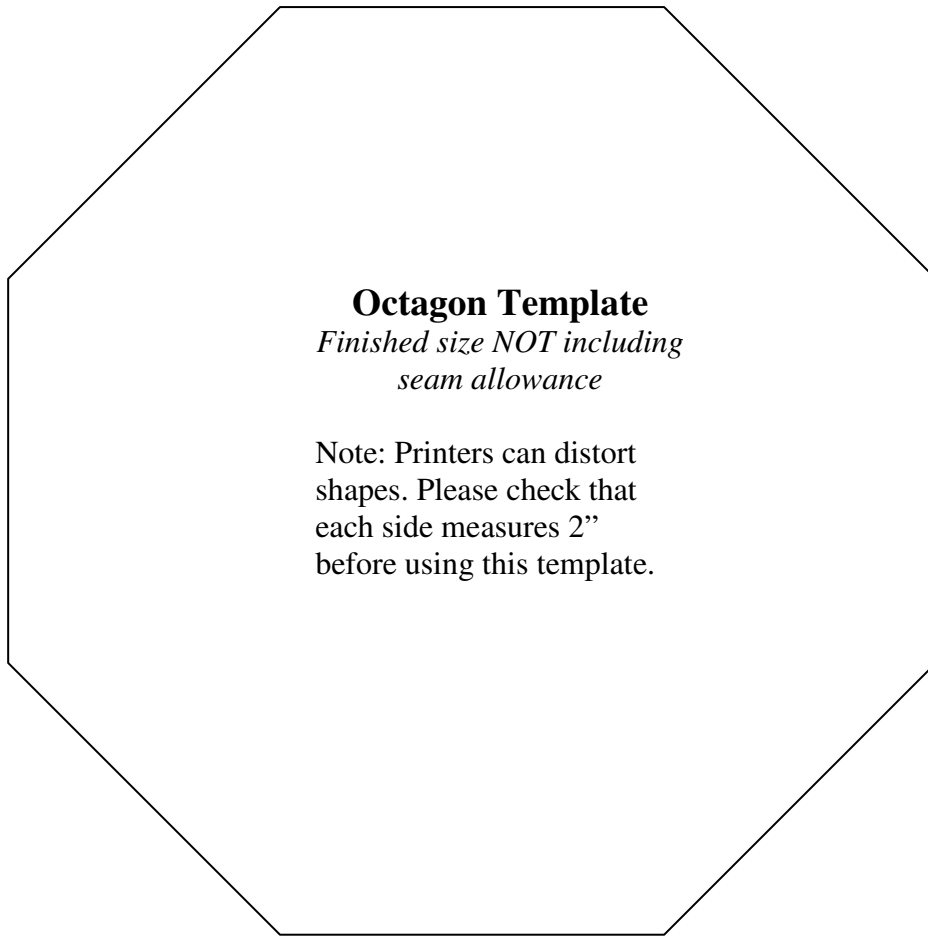 Octagon Template
Finished size NOT including
seam allowance
Note: Printers can distort
shapes. Please check that
each side measures 2”
before using this template.